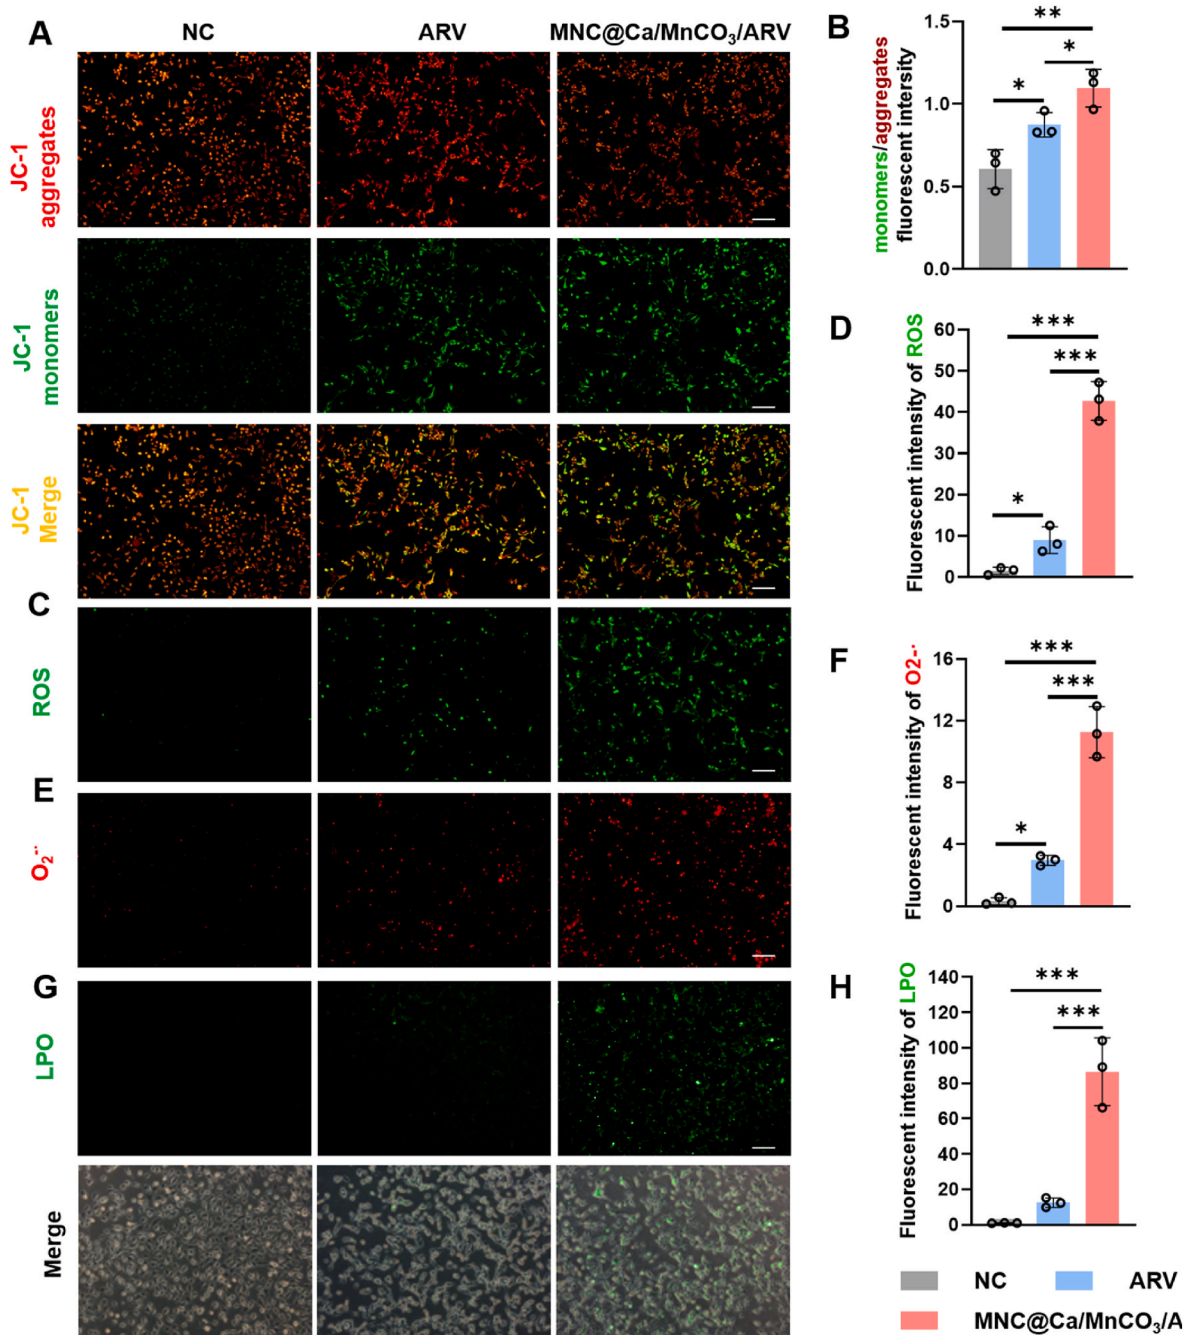 A
NC
ARV
MNC@Ca/MnCO₃/ARV
JC-1
aggregates
JC-1
monomers
JC-1
Merge
C
ROS
E
O₂⁻·
G
LPO
Merge
B
monomers/aggregates
fluorescent intensity
1.5
1.0
0.5
0.0
**
*
*
D
Fluorescent intensity of ROS
60
50
40
30
20
10
0
***
***
*
F
Fluorescent intensity of O2-·
16
12
8
4
0
***
***
*
H
Fluorescent intensity of LPO
140
120
100
80
60
40
20
0
***
***
NC
ARV
MNC@Ca/MnCO₃/A